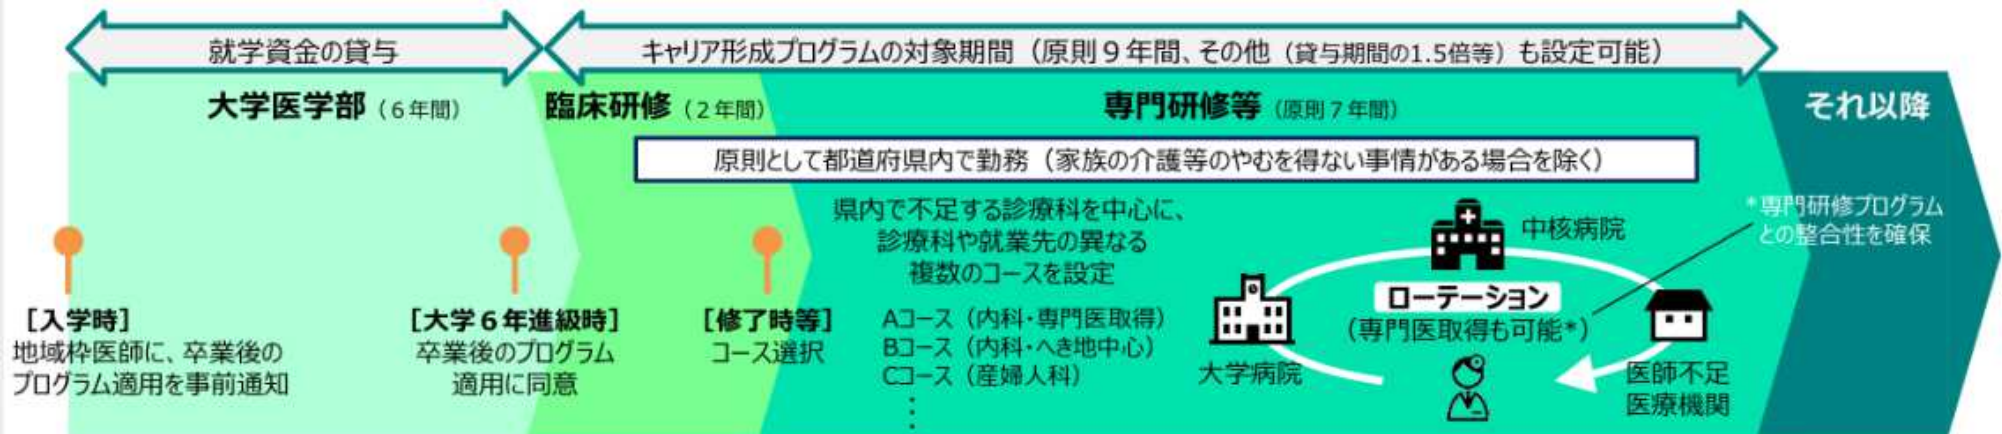 就学資金の貸与
キャリア形成プログラムの対象期間（原則９年間、その他（貸与期間の1.5倍等）も設定可能）
大学医学部（６年間）
臨床研修（２年間）
専門研修等（原則７年間）
それ以降
原則として都道府県内で勤務（家族の介護等のやむを得ない事情がある場合を除く）
［入学時］
地域枠医師に、卒業後の
プログラム適用を事前通知
［大学６年進級時］
卒業後のプログラム
適用に同意
［修了時等］
コース選択
県内で不足する診療科を中心に、
診療科や就業先の異なる
複数のコースを設定
Aコース（内科・専門医取得）
Bコース（内科・へき地中心）
Cコース（産婦人科）
⋮
中核病院
ローテーション
（専門医取得も可能*）
大学病院
医師不足
医療機関
*専門研修プログラム
との整合性を確保